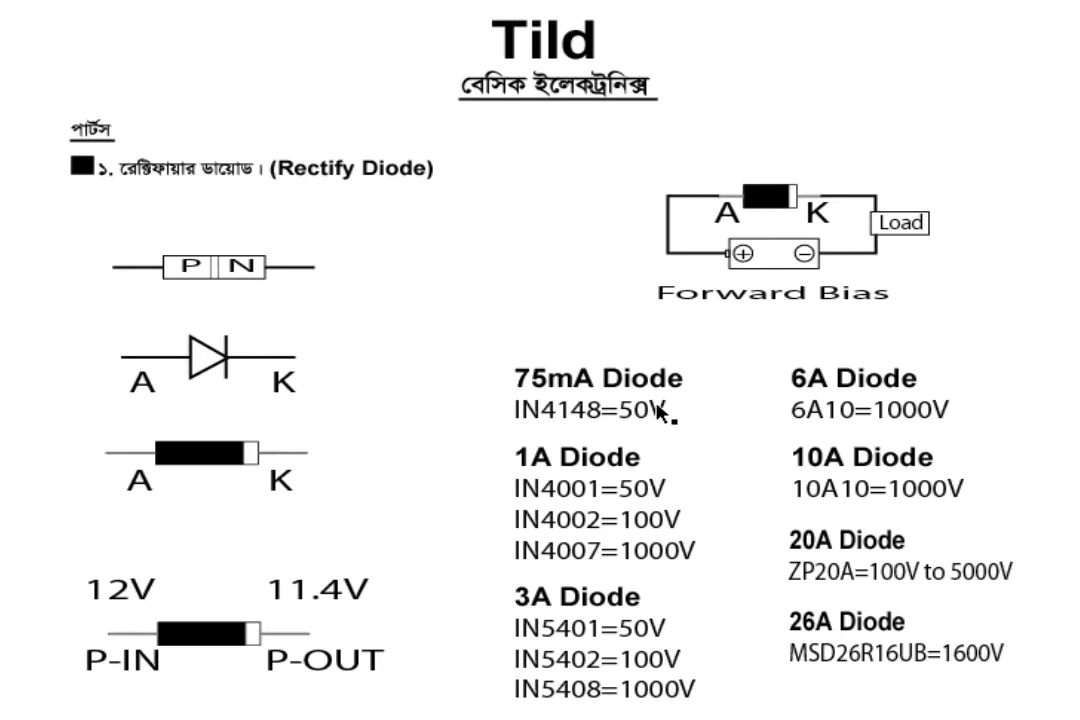 Tild
বেসিক ইলেকট্রনিক্স
পার্টস
১. রেক্টিফায়ার ডায়োড। (Rectify Diode)
P N
A K
A K
12V 11.4V
P-IN P-OUT
A K
Load
+ −
Forward Bias
75mA Diode
IN4148=50V
1A Diode
IN4001=50V
IN4002=100V
IN4007=1000V
3A Diode
IN5401=50V
IN5402=100V
IN5408=1000V
6A Diode
6A10=1000V
10A Diode
10A10=1000V
20A Diode
ZP20A=100V to 5000V
26A Diode
MSD26R16UB=1600V